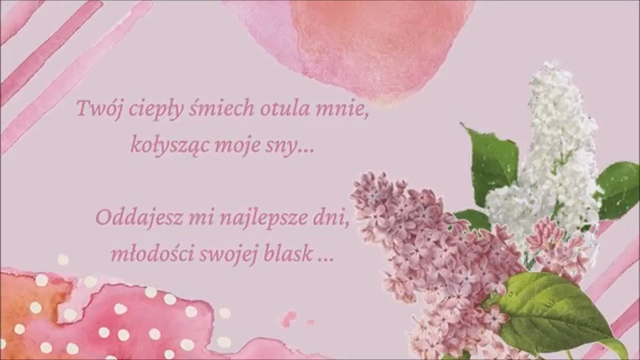 Twój ciepły śmiech otula mnie,
kołysząc moje sny...
Oddajesz mi najlepsze dni,
młodości swojej blask ...